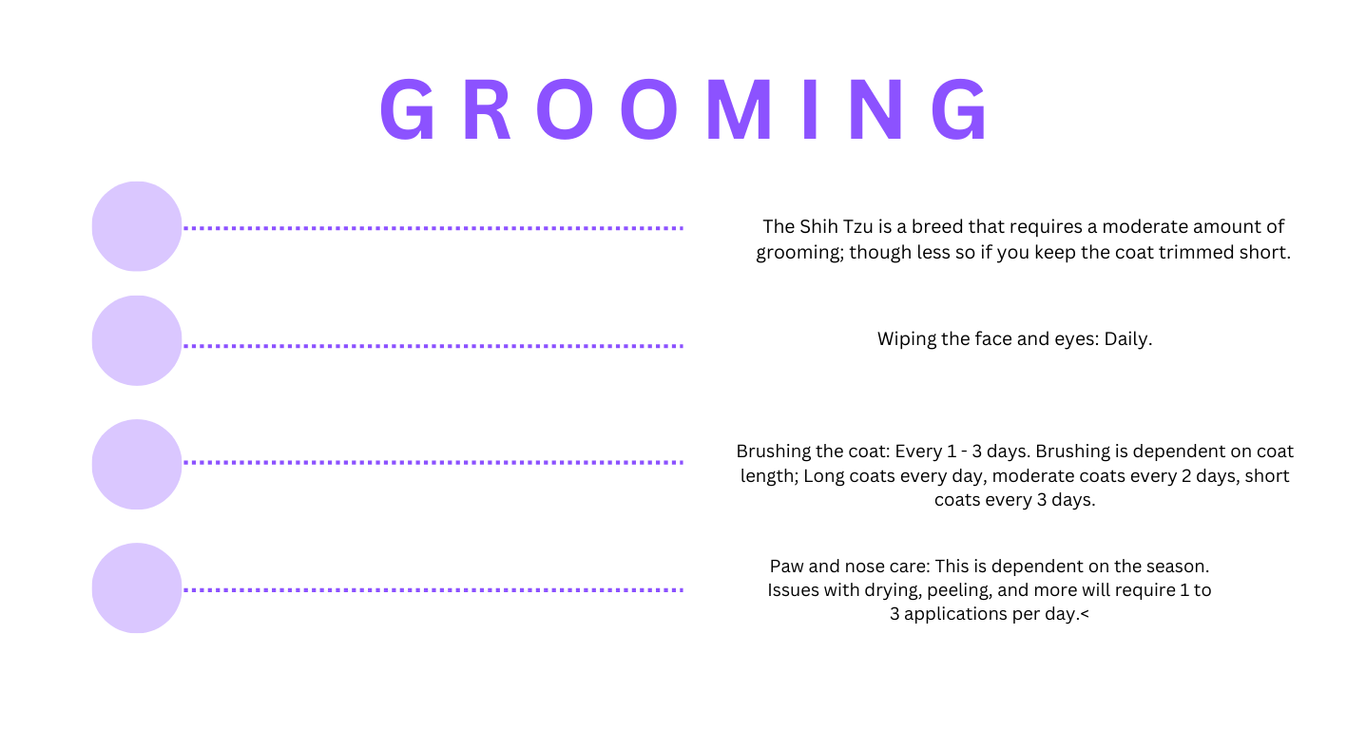 GROOMING
The Shih Tzu is a breed that requires a moderate amount of
grooming; though less so if you keep the coat trimmed short.
Wiping the face and eyes: Daily.
Brushing the coat: Every 1 - 3 days. Brushing is dependent on coat
length; Long coats every day, moderate coats every 2 days, short
coats every 3 days.
Paw and nose care: This is dependent on the season.
Issues with drying, peeling, and more will require 1 to
3 applications per day.<